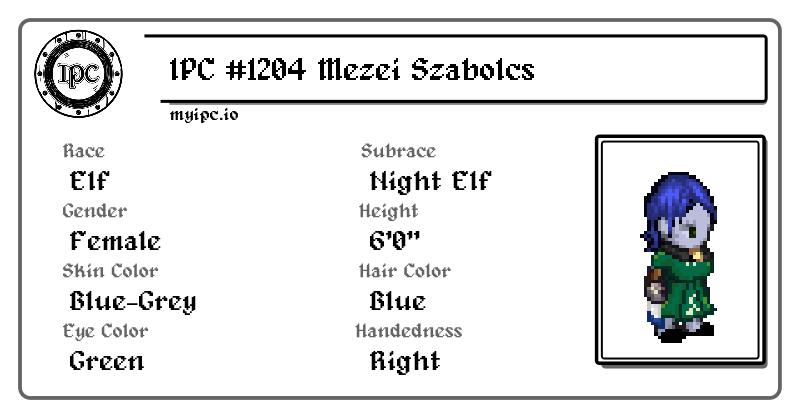 IPC
IPC #1204 Mezei Szabolcs
myipc.io
Race
Elf
Subrace
Night Elf
Gender
Female
Height
6'0"
Skin Color
Blue-Grey
Hair Color
Blue
Eye Color
Green
Handedness
Right